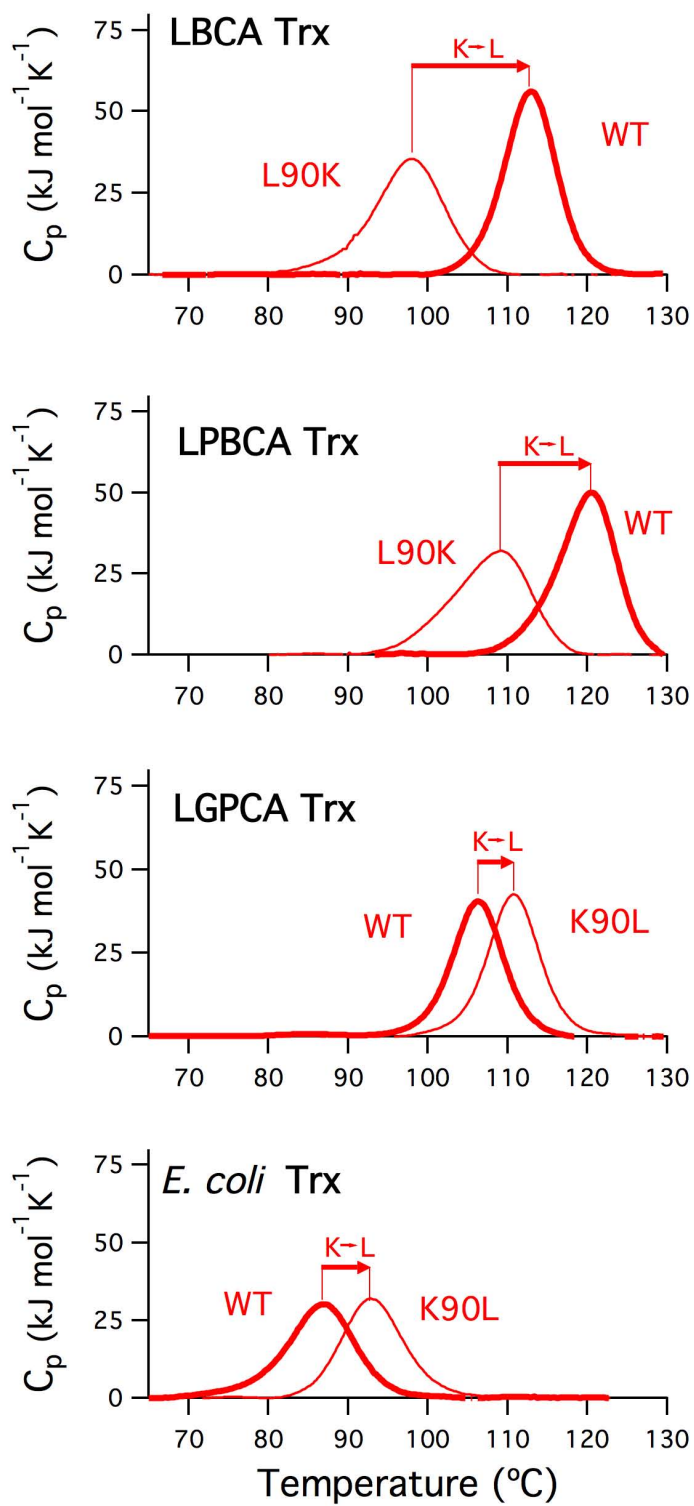 LBCA Trx
75
50
25
0
Cp (kJ mol⁻¹K⁻¹)
K→L
L90K
WT
70 80 90 100 110 120 130
LPBCA Trx
75
50
25
0
Cp (kJ mol⁻¹K⁻¹)
K→L
L90K
WT
70 80 90 100 110 120 130
LGPCA Trx
75
50
25
0
Cp (kJ mol⁻¹K⁻¹)
K→L
WT
K90L
70 80 90 100 110 120 130
E. coli Trx
75
50
25
0
Cp (kJ mol⁻¹K⁻¹)
K→L
WT
K90L
70 80 90 100 110 120 130
Temperature (ºC)